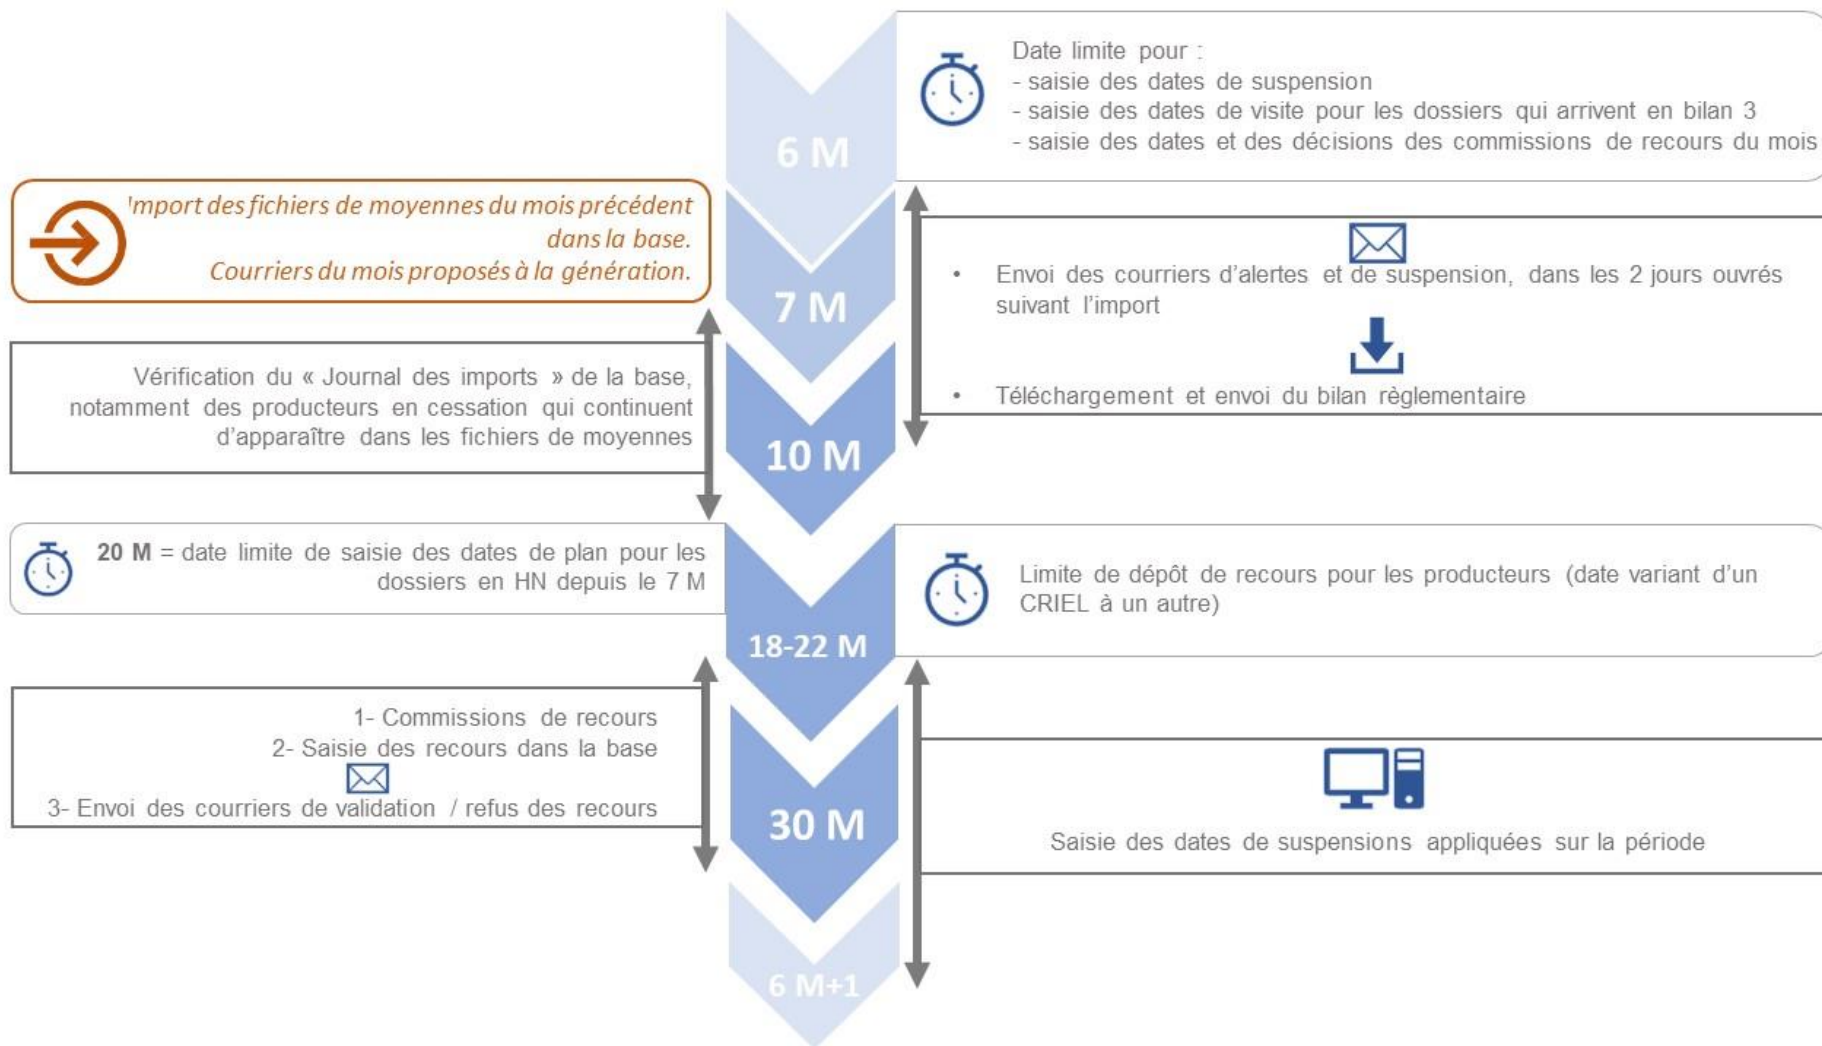 Date limite pour :
- saisie des dates de suspension
- saisie des dates de visite pour les dossiers qui arrivent en bilan 3
- saisie des dates et des décisions des commissions de recours du mois
6 M
Import des fichiers de moyennes du mois précédent
dans la base.
Courriers du mois proposés à la génération.
7 M
• Envoi des courriers d'alertes et de suspension, dans les 2 jours ouvrés
suivant l'import
• Téléchargement et envoi du bilan règlementaire
Vérification du « Journal des imports » de la base,
notamment des producteurs en cessation qui continuent
d'apparaître dans les fichiers de moyennes
10 M
20 M = date limite de saisie des dates de plan pour les
dossiers en HN depuis le 7 M
Limite de dépôt de recours pour les producteurs (date variant d'un
CRIEL à un autre)
18-22 M
1- Commissions de recours
2- Saisie des recours dans la base
3- Envoi des courriers de validation / refus des recours
30 M
Saisie des dates de suspensions appliquées sur la période
6 M+1